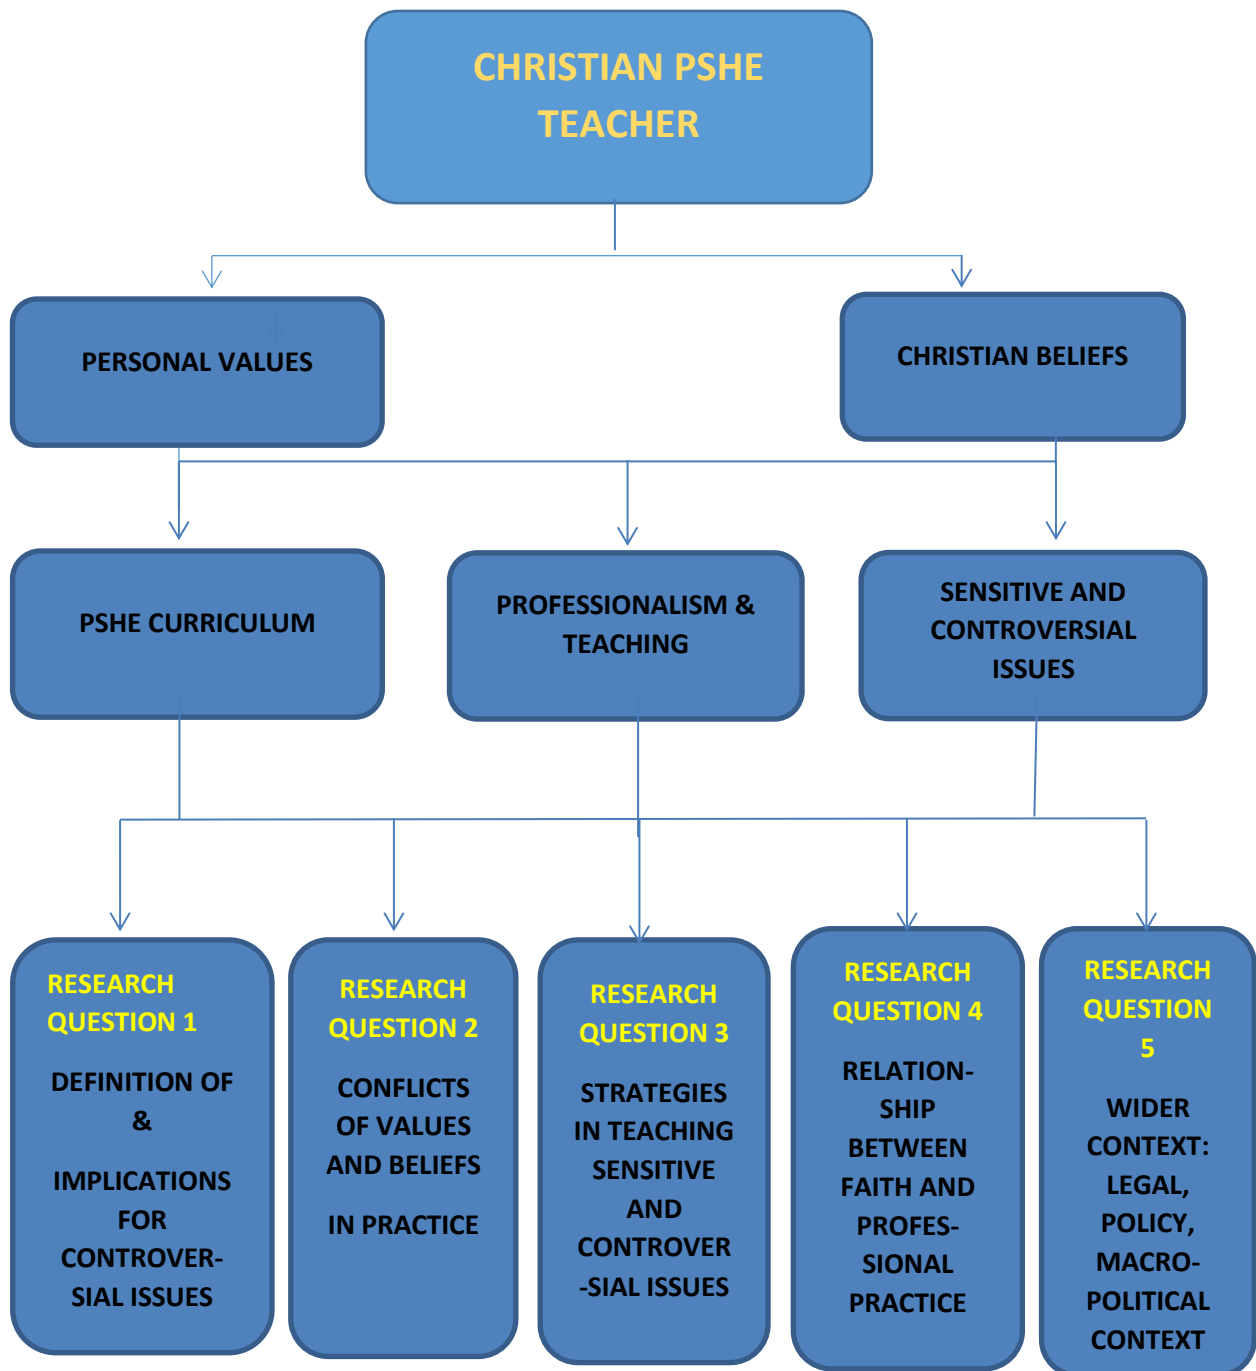 CHRISTIAN PSHE
TEACHER
PERSONAL VALUES
CHRISTIAN BELIEFS
PSHE CURRICULUM
PROFESSIONALISM &
TEACHING
SENSITIVE AND
CONTROVERSIAL
ISSUES
RESEARCH
QUESTION 1
DEFINITION OF
&
IMPLICATIONS
FOR
CONTROVER-
SIAL ISSUES
RESEARCH
QUESTION 2
CONFLICTS
OF VALUES
AND BELIEFS
IN PRACTICE
RESEARCH
QUESTION 3
STRATEGIES
IN TEACHING
SENSITIVE
AND
CONTROVER
-SIAL ISSUES
RESEARCH
QUESTION 4
RELATION-
SHIP
BETWEEN
FAITH AND
PROFES-
SIONAL
PRACTICE
RESEARCH
QUESTION
5
WIDER
CONTEXT:
LEGAL,
POLICY,
MACRO-
POLITICAL
CONTEXT